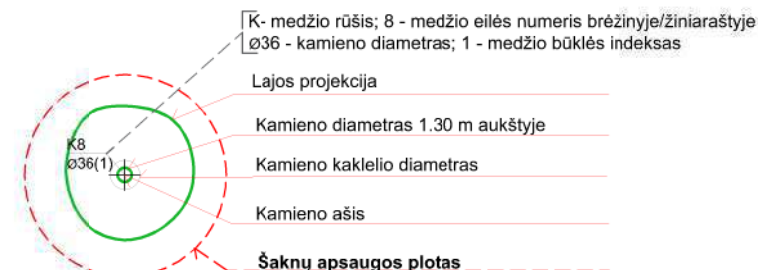 K- medžio rūšis; 8 - medžio eilės numeris brėžinyje/žiniaraštyje
Ø36 - kamieno diametras; 1 - medžio būklės indeksas
Lajos projekcija
Kamieno diametras 1.30 m aukštyje
K8
Ø36(1)
Kamieno kaklelio diametras
Kamieno ašis
Šaknų apsaugos plotas